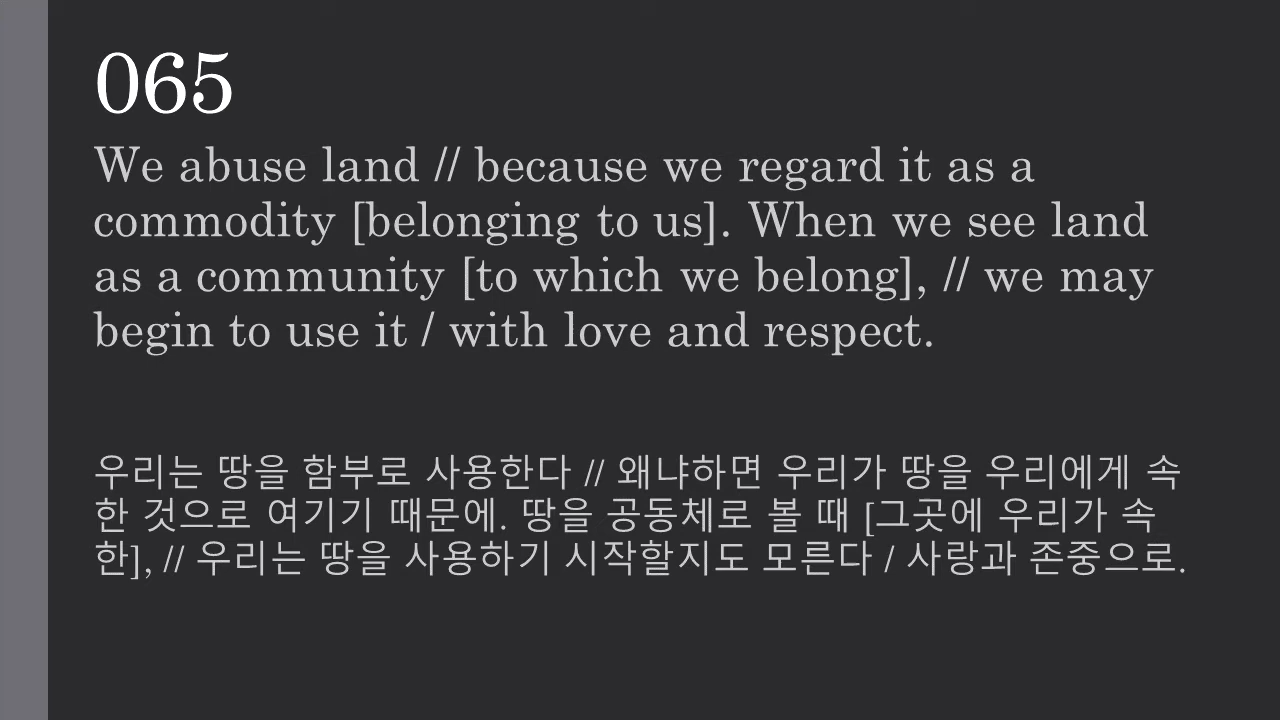 065
We abuse land // because we regard it as a
commodity [belonging to us]. When we see land
as a community [to which we belong], // we may
begin to use it / with love and respect.
우리는 땅을 함부로 사용한다 // 왜냐하면 우리가 땅을 우리에게 속
한 것으로 여기기 때문에. 땅을 공동체로 볼 때 [그곳에 우리가 속
한], // 우리는 땅을 사용하기 시작할지도 모른다 / 사랑과 존중으로.